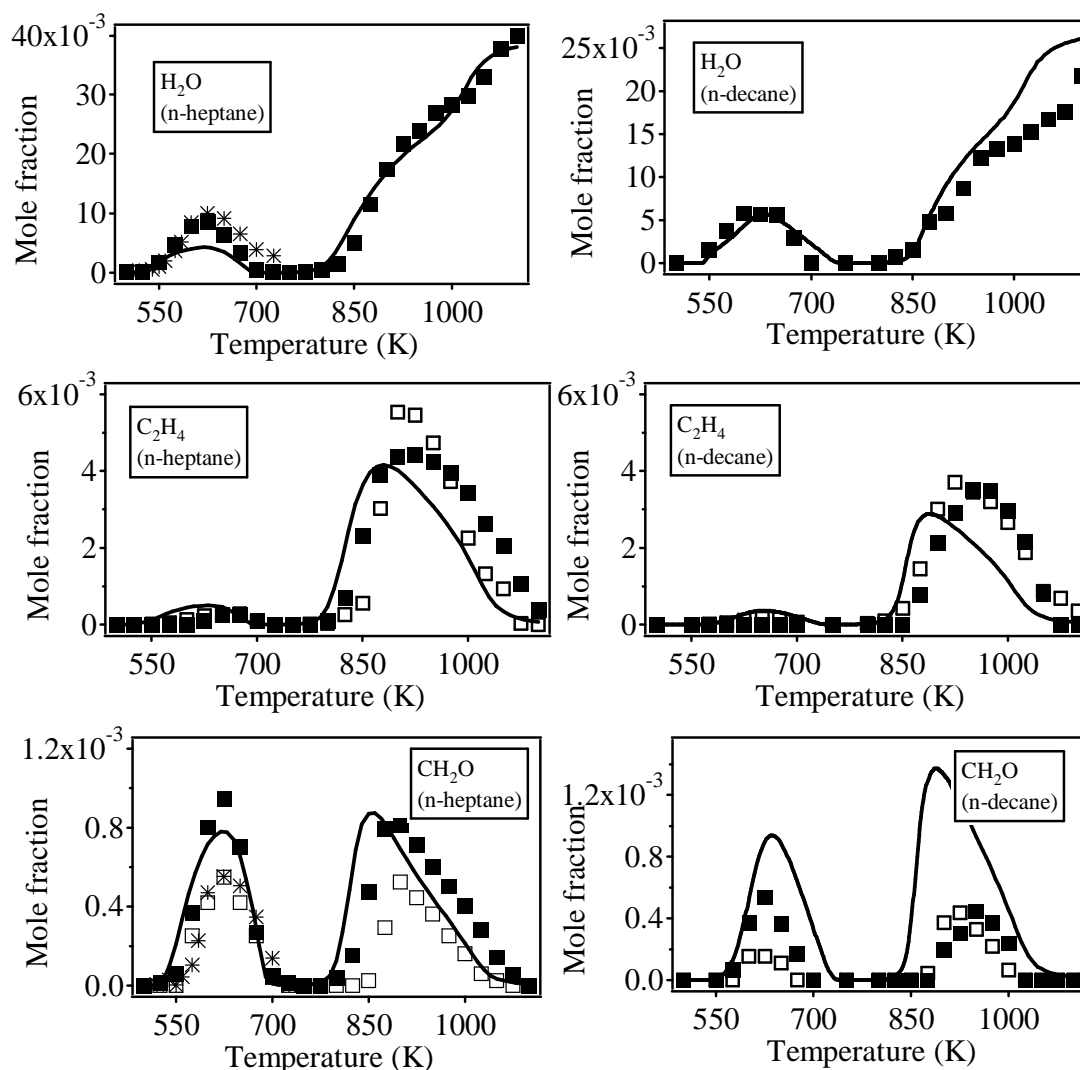 40x10⁻³
30
20
10
0
Mole fraction
H₂O
(n-heptane)
550
700
850
1000
Temperature (K)
25x10⁻³
20
15
10
5
0
Mole fraction
H₂O
(n-decane)
550
700
850
1000
Temperature (K)
6x10⁻³
4
2
0
Mole fraction
C₂H₄
(n-heptane)
550
700
850
1000
Temperature (K)
6x10⁻³
4
2
0
Mole fraction
C₂H₄
(n-decane)
550
700
850
1000
Temperature (K)
1.2x10⁻³
0.8
0.4
0.0
Mole fraction
CH₂O
(n-heptane)
550
700
850
1000
Temperature (K)
1.2x10⁻³
0.8
0.4
0.0
Mole fraction
CH₂O
(n-decane)
550
700
850
1000
Temperature (K)